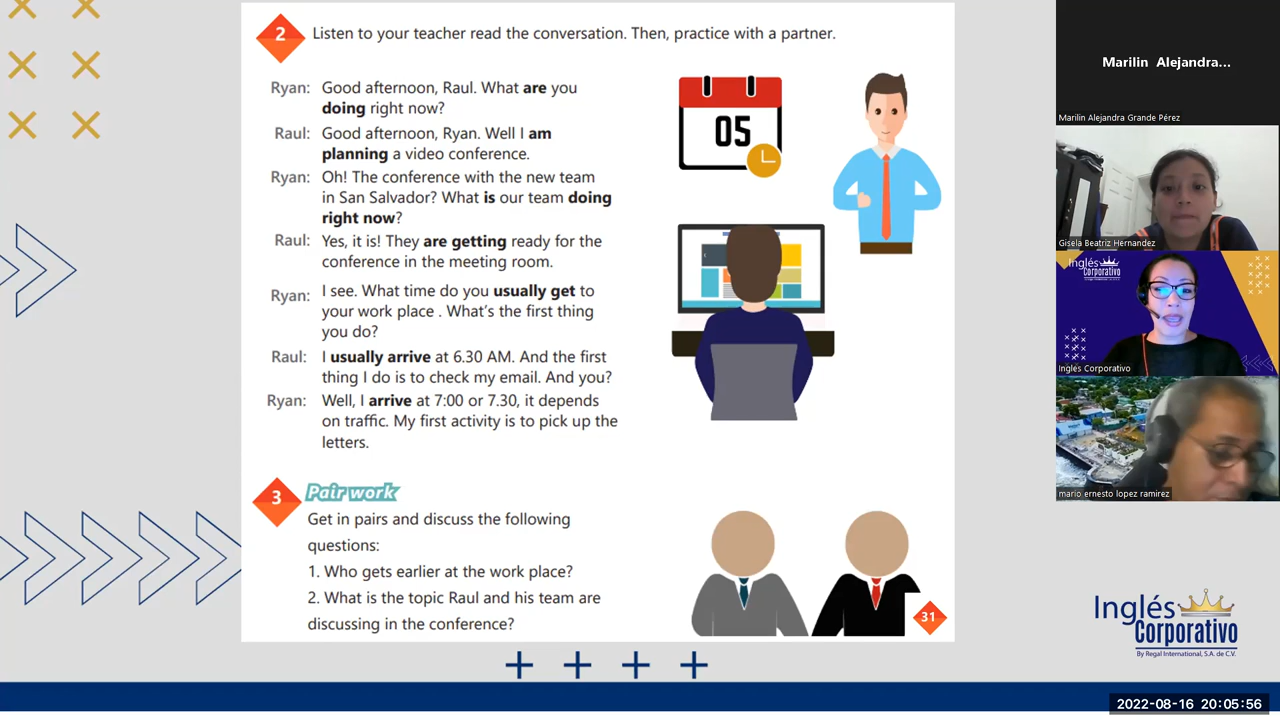 2
Listen to your teacher read the conversation. Then, practice with a partner.
Ryan: Good afternoon, Raul. What are you
doing right now?
Raul: Good afternoon, Ryan. Well I am
planning a video conference.
Ryan: Oh! The conference with the new team
in San Salvador? What is our team doing
right now?
Raul: Yes, it is! They are getting ready for the
conference in the meeting room.
Ryan: I see. What time do you usually get to
your work place . What's the first thing
you do?
Raul: I usually arrive at 6.30 AM. And the first
thing I do is to check my email. And you?
Ryan: Well, I arrive at 7:00 or 7.30, it depends
on traffic. My first activity is to pick up the
letters.
05
3
Pair work
Get in pairs and discuss the following
questions:
1. Who gets earlier at the work place?
2. What is the topic Raul and his team are
discussing in the conference?
31
Marilin Alejandra...
Marilin Alejandra Grande Pérez
Gisela Beatriz Hernandez
Inglés
Corporativo
Inglés Corporativo
mario ernesto lopez ramirez
Inglés
Corporativo
By Regal International, S.A. de C.V.
2022-08-16 20:05:56